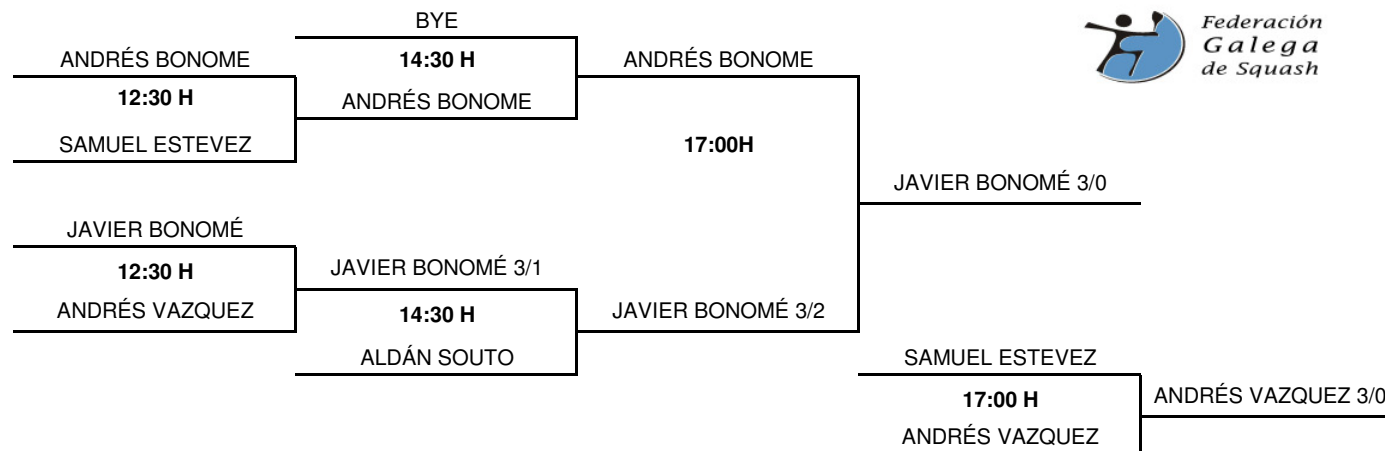 BYE
Federación
Galega
de Squash
ANDRÉS BONOME
14:30 H
ANDRÉS BONOME
12:30 H
ANDRÉS BONOME
SAMUEL ESTEVEZ
17:00H
JAVIER BONOMÉ 3/0
JAVIER BONOMÉ
12:30 H
JAVIER BONOMÉ 3/1
ANDRÉS VAZQUEZ
14:30 H
JAVIER BONOMÉ 3/2
ALDÁN SOUTO
SAMUEL ESTEVEZ
17:00 H
ANDRÉS VAZQUEZ 3/0
ANDRÉS VAZQUEZ